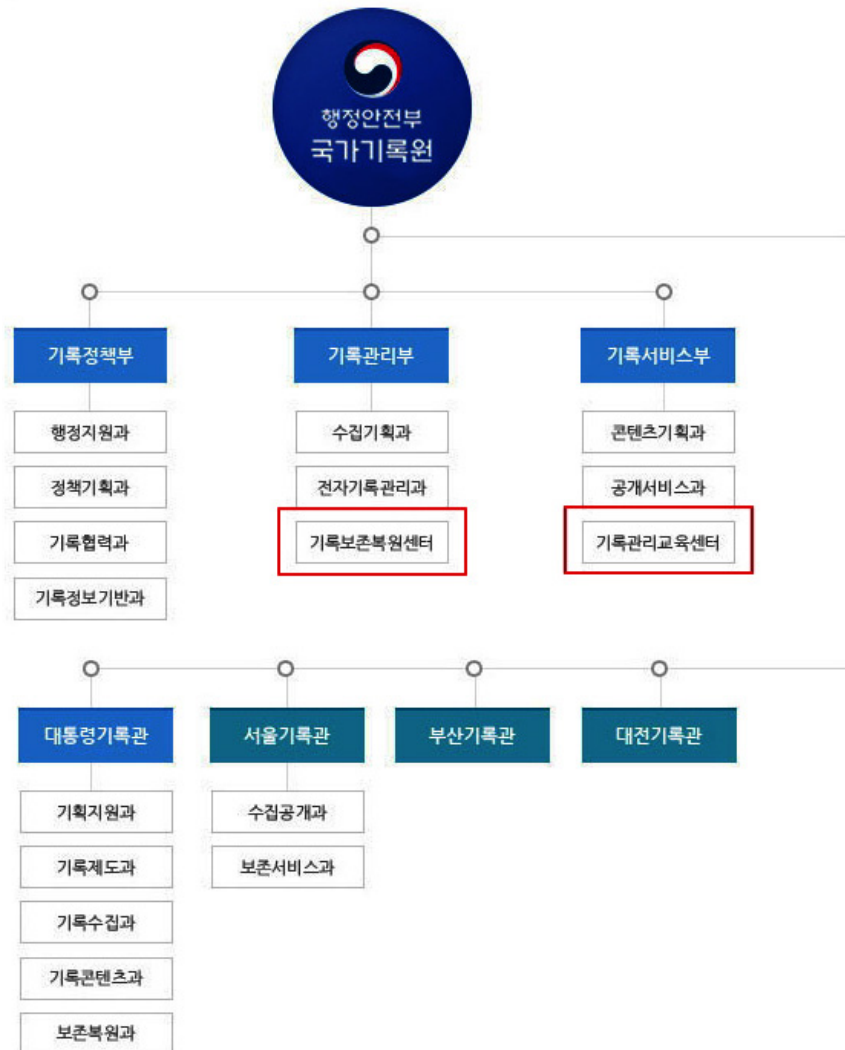 행정안전부
국가기록원
기록정책부
기록관리부
기록서비스부
행정지원과
수집기획과
콘텐츠기획과
정책기획과
전자기록관리과
공개서비스과
기록협력과
기록보존복원센터
기록관리교육센터
기록정보기반과
대통령기록관
서울기록관
부산기록관
대전기록관
기획지원과
수집공개과
기록제도과
보존서비스과
기록수집과
기록콘텐츠과
보존복원과